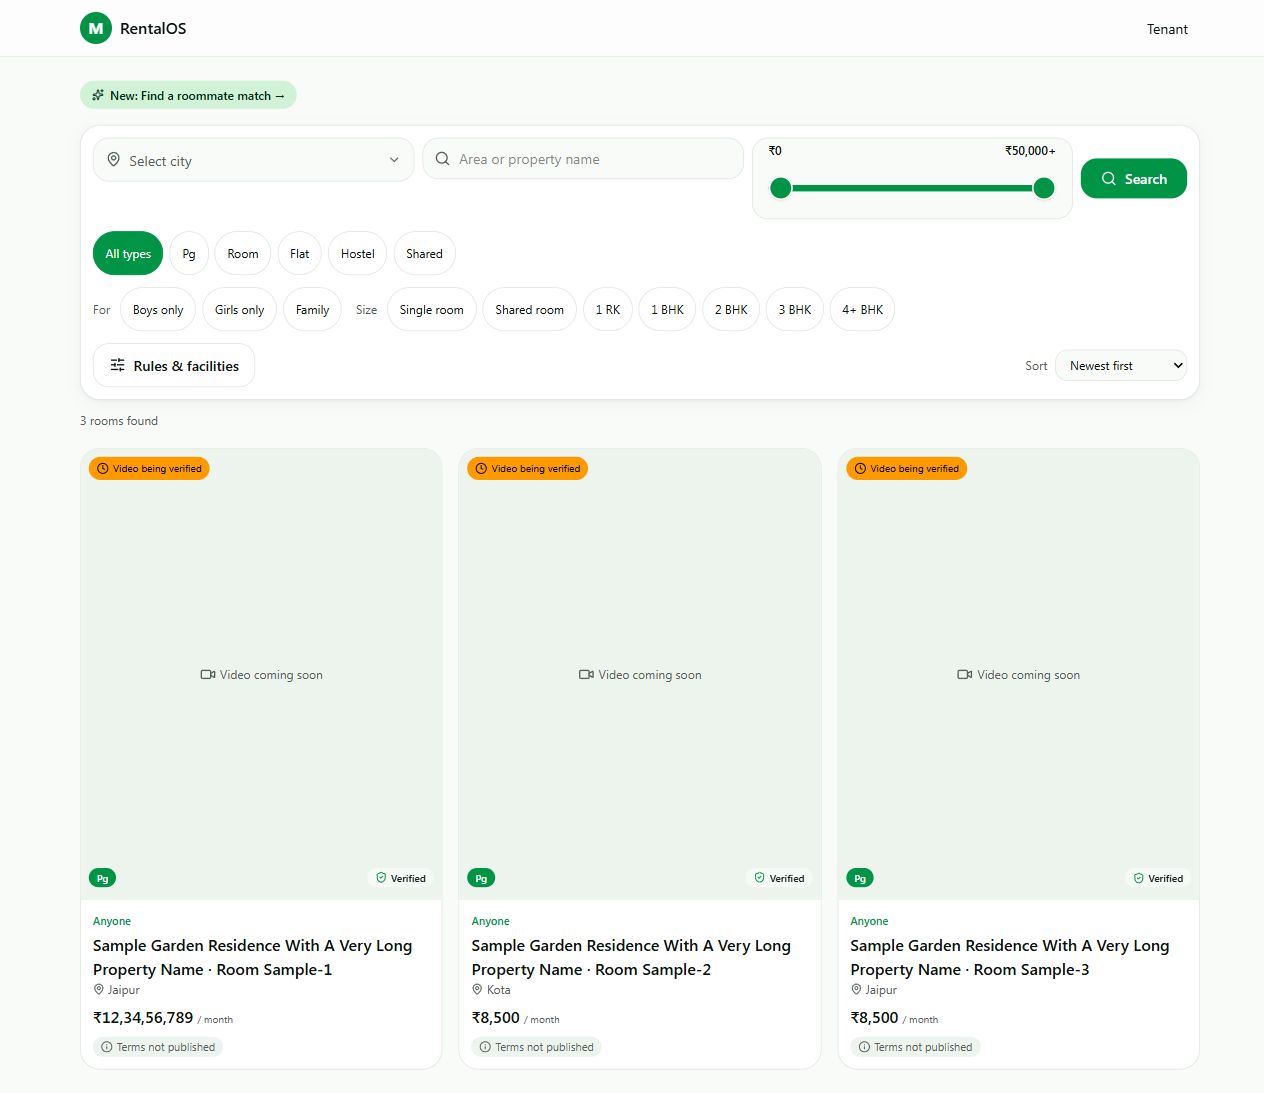 M RentalOS
Tenant
New: Find a roommate match →
Select city
Area or property name
₹0
₹50,000+
Search
All types
Pg
Room
Flat
Hostel
Shared
For
Boys only
Girls only
Family
Size
Single room
Shared room
1 RK
1 BHK
2 BHK
3 BHK
4+ BHK
Rules & facilities
Sort
Newest first
3 rooms found
Video being verified
Video coming soon
Pg
Verified
Anyone
Sample Garden Residence With A Very Long
Property Name · Room Sample-1
Jaipur
₹12,34,56,789 / month
Terms not published
Video being verified
Video coming soon
Pg
Verified
Anyone
Sample Garden Residence With A Very Long
Property Name · Room Sample-2
Kota
₹8,500 / month
Terms not published
Video being verified
Video coming soon
Pg
Verified
Anyone
Sample Garden Residence With A Very Long
Property Name · Room Sample-3
Jaipur
₹8,500 / month
Terms not published